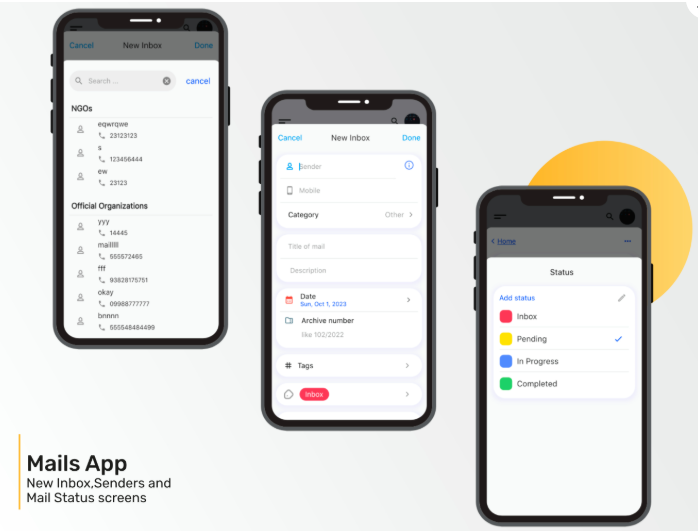 Cancel New Inbox Done
Search ... cancel
NGOs
eqwrqwe
23123123
s
123456444
ew
23123
Official Organizations
yyy
14445
mailllll
555572465
fff
93828175751
okay
09988777777
bnnnn
555548484499
Cancel New Inbox Done
Sender
Mobile
Category Other >
Title of mail
Description
Date
Sun, Oct 1, 2023
Archive number
like 102/2022
# Tags
Inbox
< Home
Status
Add status
Inbox
Pending
In Progress
Completed
Mails App
New Inbox,Senders and
Mail Status screens